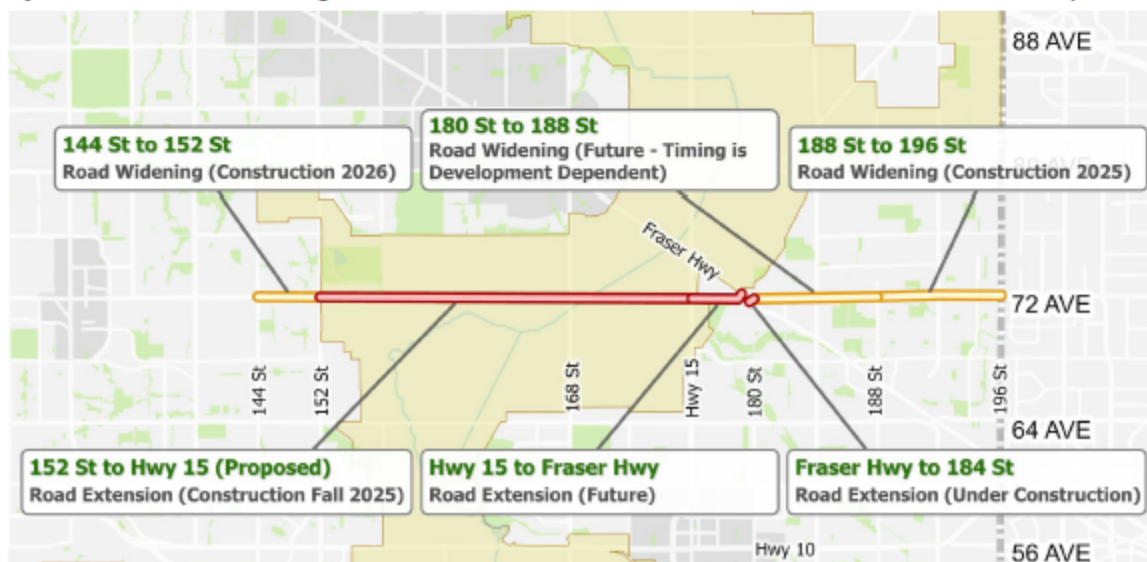 88 AVE
144 St to 152 St
Road Widening (Construction 2026)
180 St to 188 St
Road Widening (Future - Timing is
Development Dependent)
188 St to 196 St
Road Widening (Construction 2025)
Fraser Hwy
72 AVE
144 St
152 St
168 St
Hwy 15
180 St
188 St
196 St
64 AVE
152 St to Hwy 15 (Proposed)
Road Extension (Construction Fall 2025)
Hwy 15 to Fraser Hwy
Road Extension (Future)
Fraser Hwy to 184 St
Road Extension (Under Construction)
Hwy 10
56 AVE